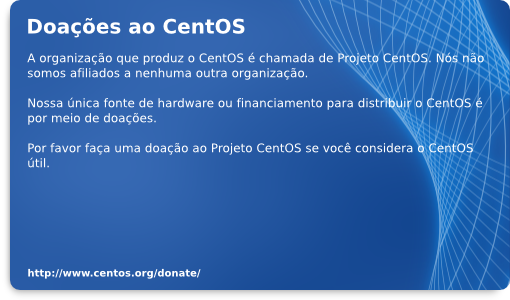 Doações ao CentOS
A organização que produz o CentOS é chamada de Projeto CentOS. Nós não
somos afiliados a nenhuma outra organização.
Nossa única fonte de hardware ou financiamento para distribuir o CentOS é
por meio de doações.
Por favor faça uma doação ao Projeto CentOS se você considera o CentOS
útil.
http://www.centos.org/donate/